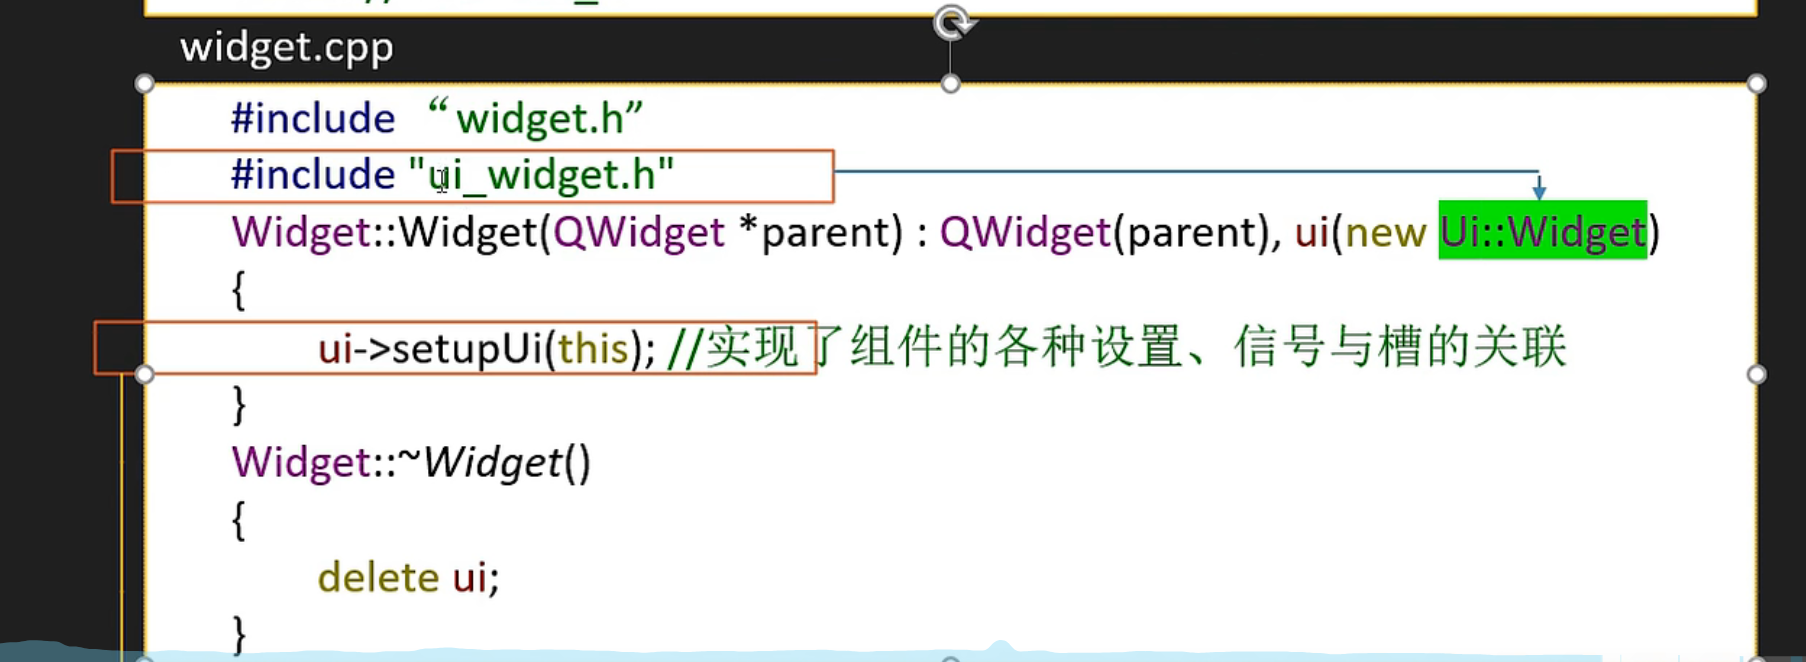 widget.cpp
#include “widget.h”
#include "ui_widget.h"
Widget::Widget(QWidget *parent) : QWidget(parent), ui(new Ui::Widget)
{
ui->setupUi(this); //实现了组件的各种设置、信号与槽的关联
}
Widget::~Widget()
{
delete ui;
}